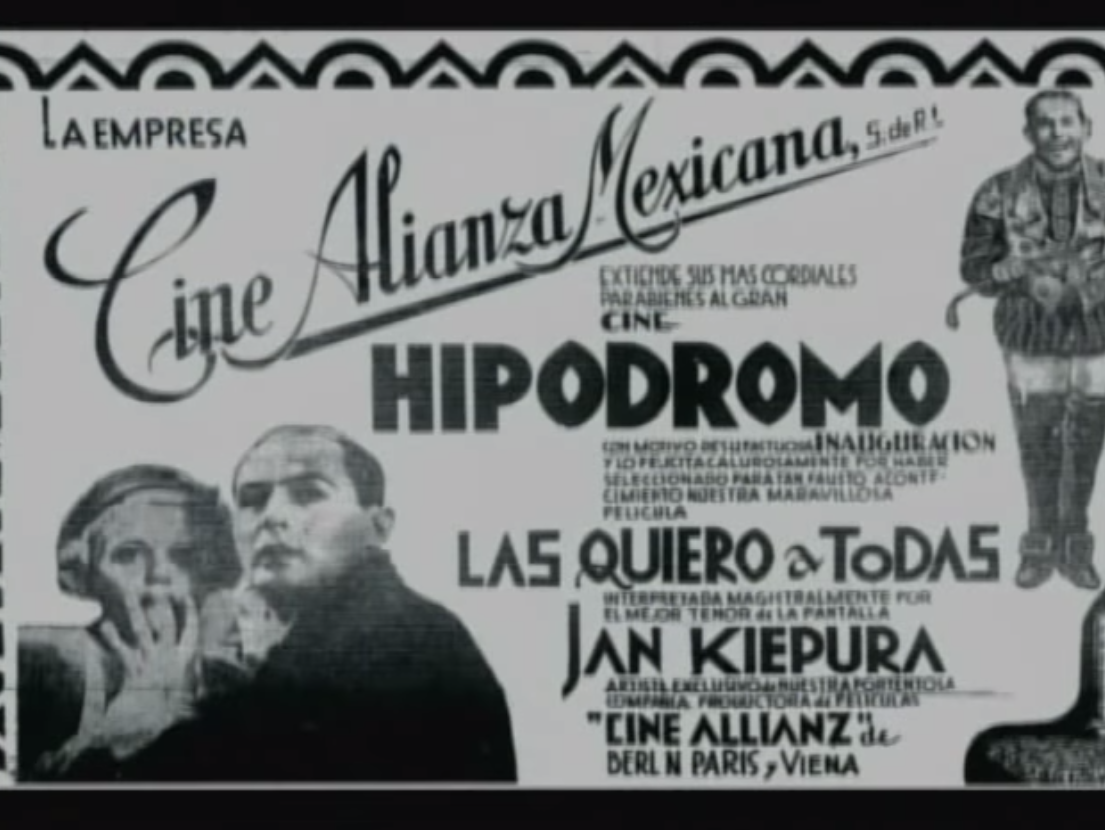 LA EMPRESA
Cine Alianza Mexicana, S. de R. L.
EXTIENDE SUS MAS CORDIALES
PARABIENES AL GRAN
CINE
HIPODROMO
CON MOTIVO DE SU FASTUOSA INAUGURACION
Y LO FELICITA CALUROSAMENTE POR HABER
SELECCIONADO PARA TAN FAUSTO ACONTE-
CIMIENTO NUESTRA MARAVILLOSA
PELICULA
LAS QUIERO a ToDAS
INTERPRETADA MAGISTRALMENTE POR
EL MEJOR TENOR de LA PANTALLA
JAN KIEPURA
ARTISTA EXCLUSIVO de NUESTRA PORTENTOSA
COMPAÑIA PRODUCTORA de PELICULAS
"CINE ALLIANZ" de
BERLIN PARIS y VIENA